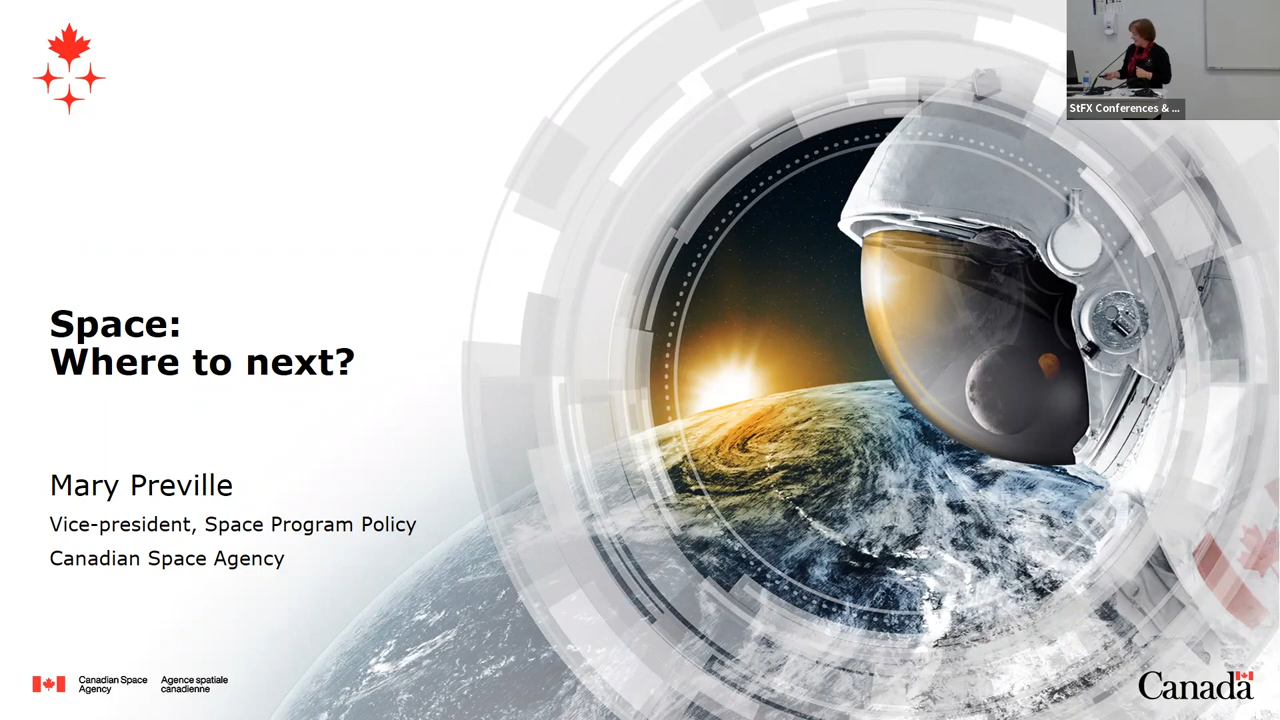 StFX Conferences & ...
Space:
Where to next?
Mary Preville
Vice-president, Space Program Policy
Canadian Space Agency
Canadian Space
Agency
Agence spatiale
canadienne
Canada